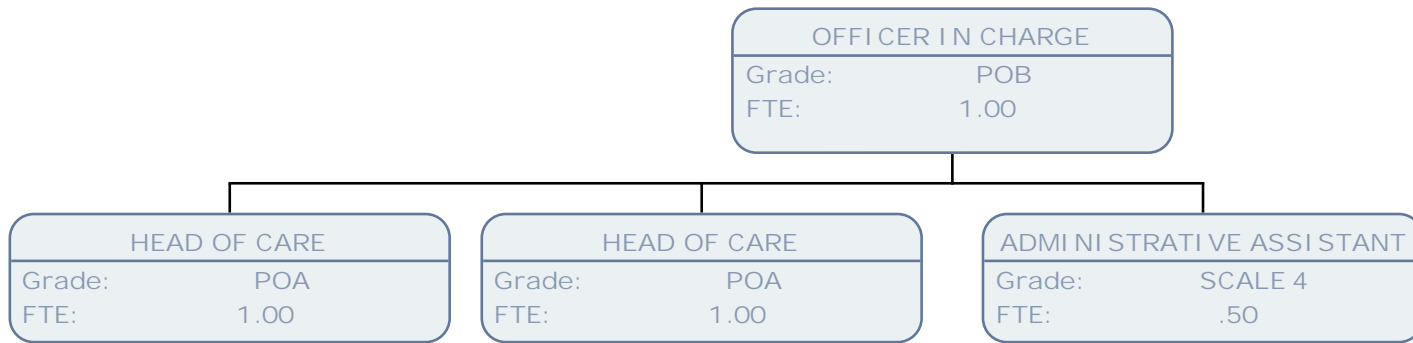 OFFICER IN CHARGE
Grade: POB
FTE: 1.00
HEAD OF CARE
Grade: POA
FTE: 1.00
HEAD OF CARE
Grade: POA
FTE: 1.00
ADMINISTRATIVE ASSISTANT
Grade: SCALE 4
FTE: .50